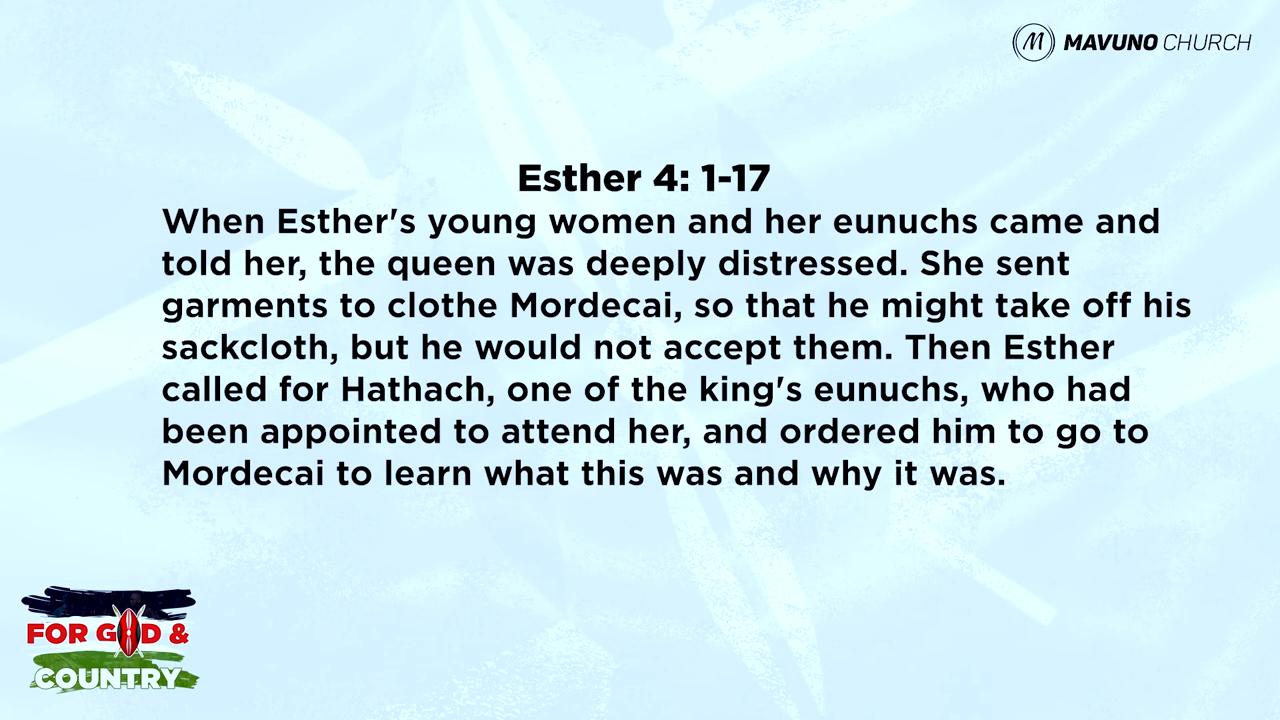 MAVUNO CHURCH
Esther 4: 1-17
When Esther's young women and her eunuchs came and
told her, the queen was deeply distressed. She sent
garments to clothe Mordecai, so that he might take off his
sackcloth, but he would not accept them. Then Esther
called for Hathach, one of the king's eunuchs, who had
been appointed to attend her, and ordered him to go to
Mordecai to learn what this was and why it was.
FOR GOD &
COUNTRY